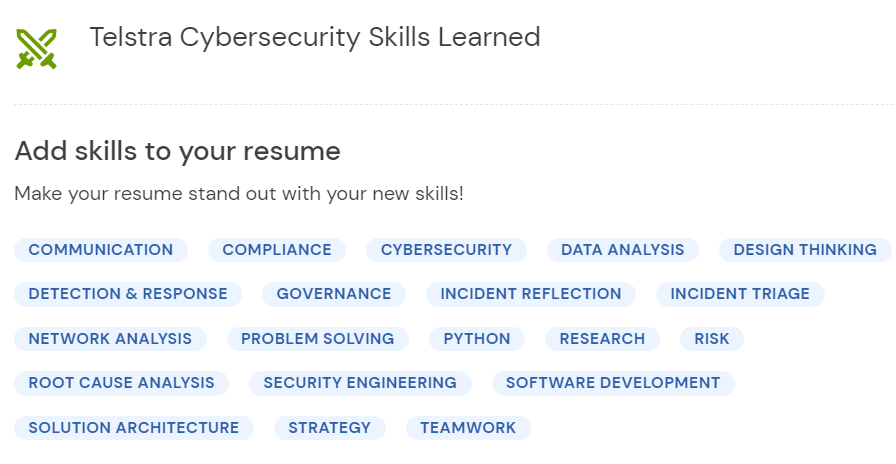 Telstra Cybersecurity Skills Learned
Add skills to your resume
Make your resume stand out with your new skills!
COMMUNICATION COMPLIANCE CYBERSECURITY DATA ANALYSIS DESIGN THINKING
DETECTION & RESPONSE GOVERNANCE INCIDENT REFLECTION INCIDENT TRIAGE
NETWORK ANALYSIS PROBLEM SOLVING PYTHON RESEARCH RISK
ROOT CAUSE ANALYSIS SECURITY ENGINEERING SOFTWARE DEVELOPMENT
SOLUTION ARCHITECTURE STRATEGY TEAMWORK